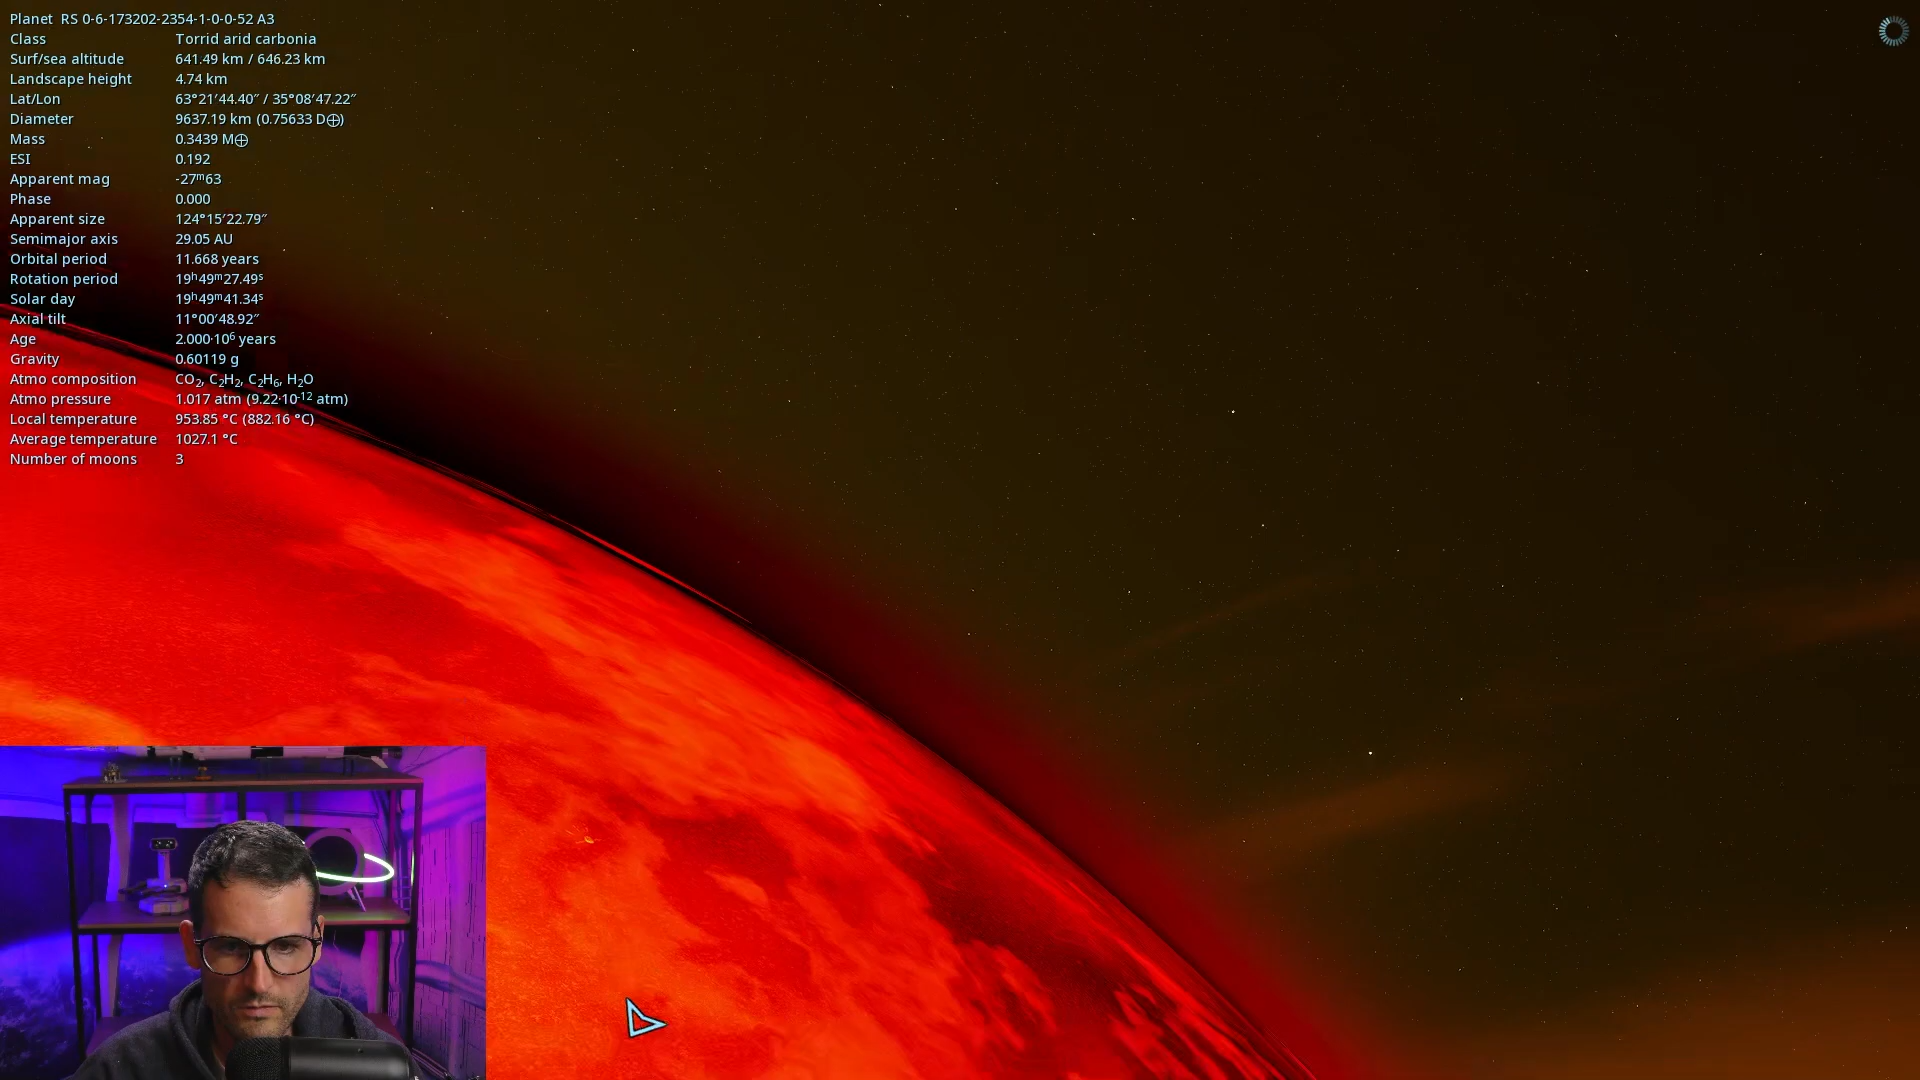 Planet RS 0-6-173202-2354-1-0-0-52 A3
Class Torrid arid carbonia
Surf/sea altitude 641.49 km / 646.23 km
Landscape height 4.74 km
Lat/Lon 63°21′44.40″ / 35°08′47.22″
Diameter 9637.19 km (0.75633 D⊕)
Mass 0.3439 M⊕
ESI 0.192
Apparent mag -27ᵐ63
Phase 0.000
Apparent size 124°15′22.79″
Semimajor axis 29.05 AU
Orbital period 11.668 years
Rotation period 19ʰ49ᵐ27.49ˢ
Solar day 19ʰ49ᵐ41.34ˢ
Axial tilt 11°00′48.92″
Age 2.000·10⁶ years
Gravity 0.60119 g
Atmo composition CO₂, C₂H₂, C₂H₆, H₂O
Atmo pressure 1.017 atm (9.22·10⁻¹² atm)
Local temperature 953.85 °C (882.16 °C)
Average temperature 1027.1 °C
Number of moons 3